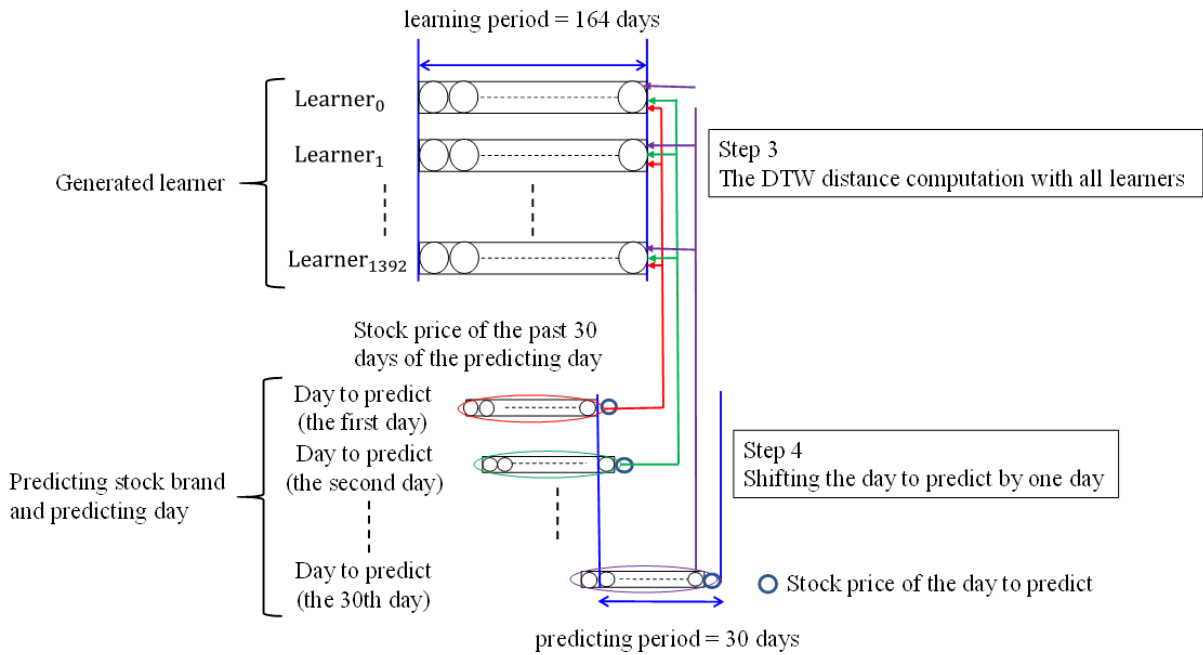 learning period = 164 days
Learner₀
Learner₁
Generated learner
Learner₁₃₉₂
Step 3
The DTW distance computation with all learners
Stock price of the past 30
days of the predicting day
Day to predict
(the first day)
Day to predict
(the second day)
Predicting stock brand
and predicting day
Day to predict
(the 30th day)
Step 4
Shifting the day to predict by one day
Stock price of the day to predict
predicting period = 30 days